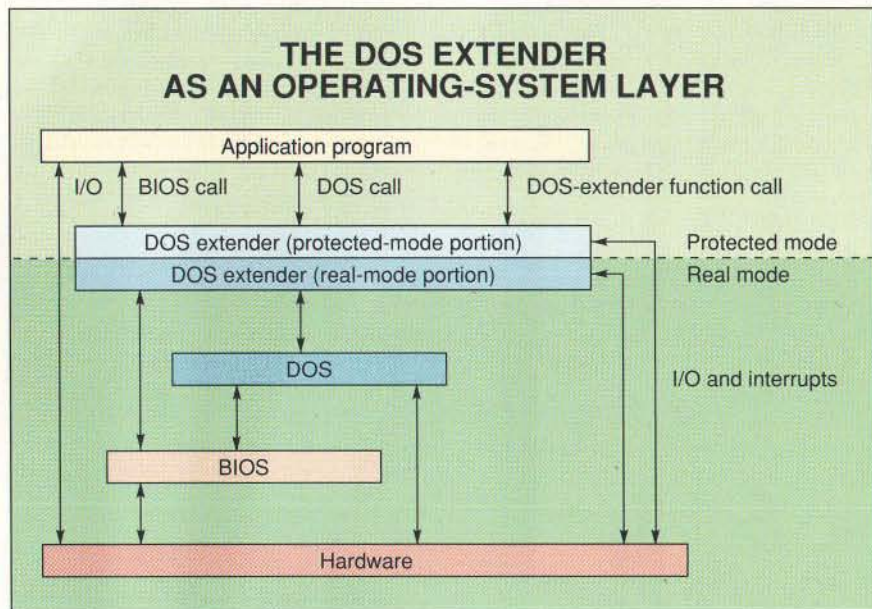 THE DOS EXTENDER
AS AN OPERATING-SYSTEM LAYER
Application program
I/O
BIOS call
DOS call
DOS-extender function call
DOS extender (protected-mode portion)
Protected mode
DOS extender (real-mode portion)
Real mode
DOS
I/O and interrupts
BIOS
Hardware